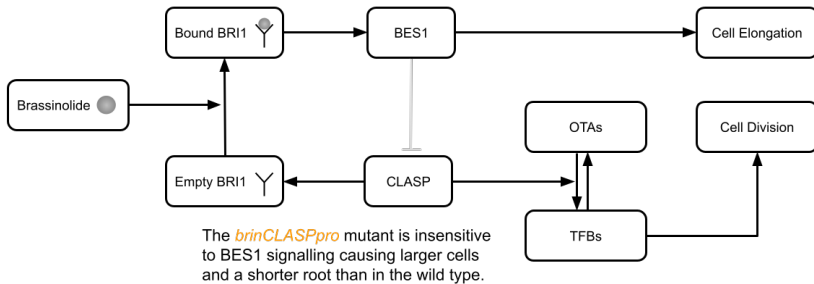 Bound BRI1
BES1
Cell Elongation
Brassinolide
OTAs
Cell Division
Empty BRI1
CLASP
TFBs
The brinCLASPpro mutant is insensitive
to BES1 signalling causing larger cells
and a shorter root than in the wild type.